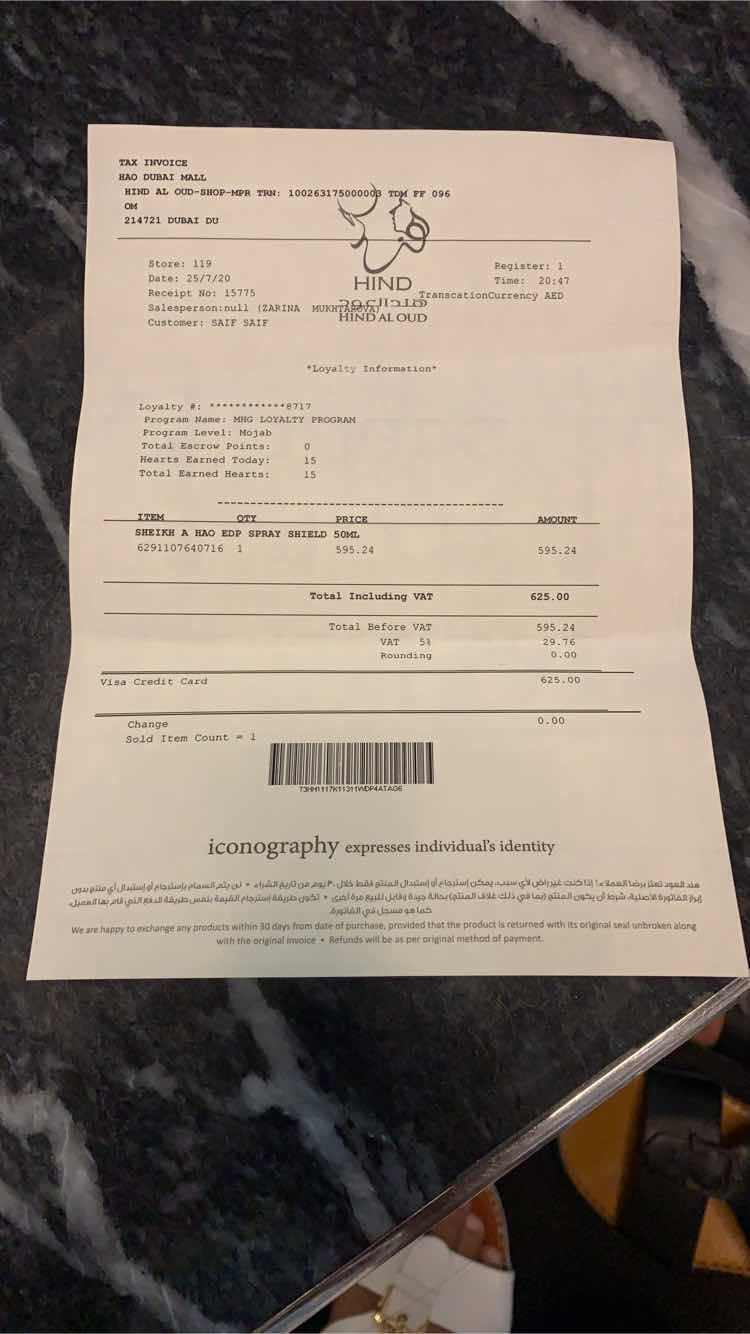 TAX INVOICE
HAO DUBAI MALL
HIND AL OUD-SHOP-MPR TRN: 100263175000003 TDM FF 096
OM
214721 DUBAI DU
هند
HIND
هند العود
HIND AL OUD
Store: 119
Register: 1
Date: 25/7/20
Time: 20:47
Receipt No: 15775
TranscationCurrency AED
Salesperson:null (ZARINA MUKHTAROVA)
Customer: SAIF SAIF
*Loyalty Information*
Loyalty #: ************8717
Program Name: MHG LOYALTY PROGRAM
Program Level: Mojab
Total Escrow Points: 0
Hearts Earned Today: 15
Total Earned Hearts: 15
ITEM QTY PRICE AMOUNT
SHEIKH A HAO EDP SPRAY SHIELD 50ML
6291107640716 1 595.24 595.24
Total Including VAT 625.00
Total Before VAT 595.24
VAT 5% 29.76
Rounding 0.00
Visa Credit Card 625.00
Change 0.00
Sold Item Count = 1
T3HH1117K11311WDP4ATAG6
iconography expresses individual's identity
هند العود تعتز برضا العملاء! إذا كنت غير راض لأي سبب، يمكن إسترجاع أو إستبدال المنتج فقط خلال ٣٠ يوم من تاريخ الشراء • لن يتم السماح بإسترجاع أو إستبدال أي منتج بدون
إبراز الفاتورة الأصلية، شرط أن يكون المنتج (بما في ذلك غلاف المنتج) بحالة جيدة وقابل للبيع مرة أخرى • تكون طريقة إسترجاع القيمة بنفس طريقة الدفع التي قام بها العميل،
كما هو مسجل في الفاتورة.
We are happy to exchange any products within 30 days from date of purchase, provided that the product is returned with its original seal unbroken along
with the original invoice • Refunds will be as per original method of payment.